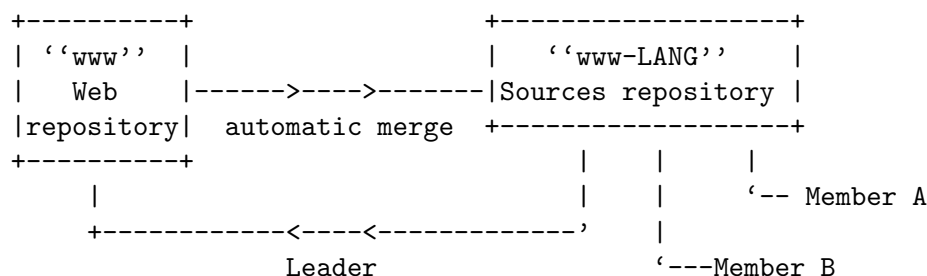 +----------+                +-------------------+
| ‘‘www’’  |                |   ‘‘www-LANG’’    |
|   Web    |------>---->-------|Sources repository |
|repository|  automatic merge  +-------------------+
+----------+                     |    |     |
     |                           |    |     ‘-- Member A
     +------------<----<-------------’    |
                Leader                ‘---Member B